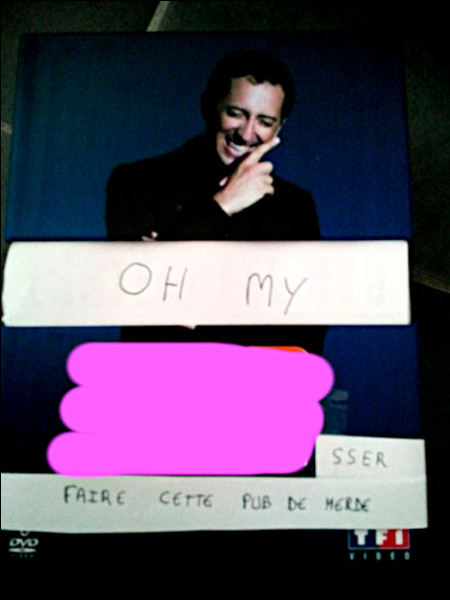 OH MY
SSER
FAIRE CETTE PUB DE MERDE
DVD
TF1
VIDEO